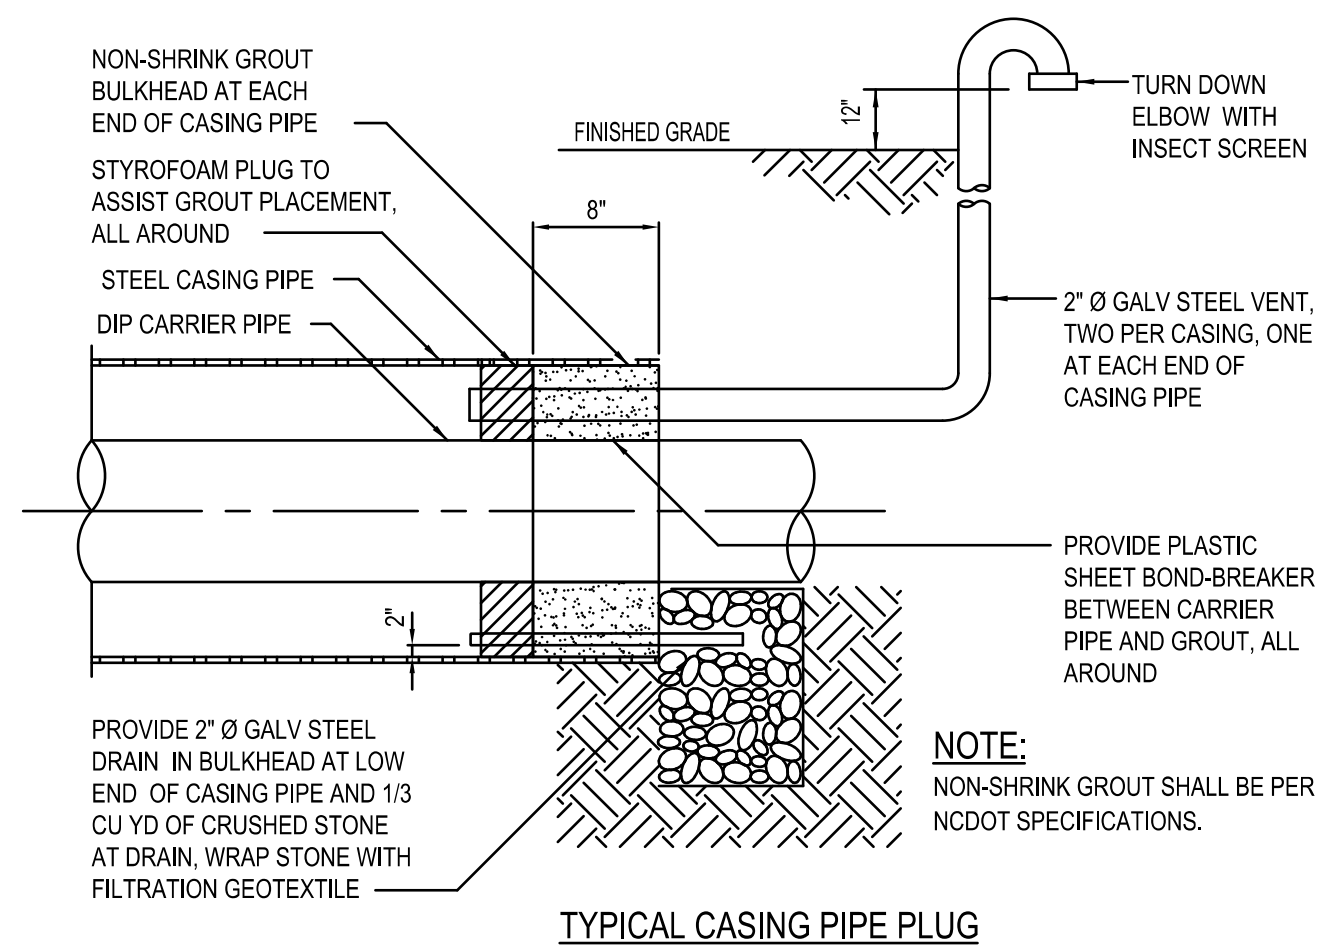 NON-SHRINK GROUT
BULKHEAD AT EACH
END OF CASING PIPE
STYROFOAM PLUG TO
ASSIST GROUT PLACEMENT,
ALL AROUND
STEEL CASING PIPE
DIP CARRIER PIPE
FINISHED GRADE
8"
12"
TURN DOWN
ELBOW WITH
INSECT SCREEN
2" Ø GALV STEEL VENT,
TWO PER CASING, ONE
AT EACH END OF
CASING PIPE
PROVIDE PLASTIC
SHEET BOND-BREAKER
BETWEEN CARRIER
PIPE AND GROUT, ALL
AROUND
2"
PROVIDE 2" Ø GALV STEEL
DRAIN IN BULKHEAD AT LOW
END OF CASING PIPE AND 1/3
CU YD OF CRUSHED STONE
AT DRAIN, WRAP STONE WITH
FILTRATION GEOTEXTILE
NOTE:
NON-SHRINK GROUT SHALL BE PER
NCDOT SPECIFICATIONS.
TYPICAL CASING PIPE PLUG